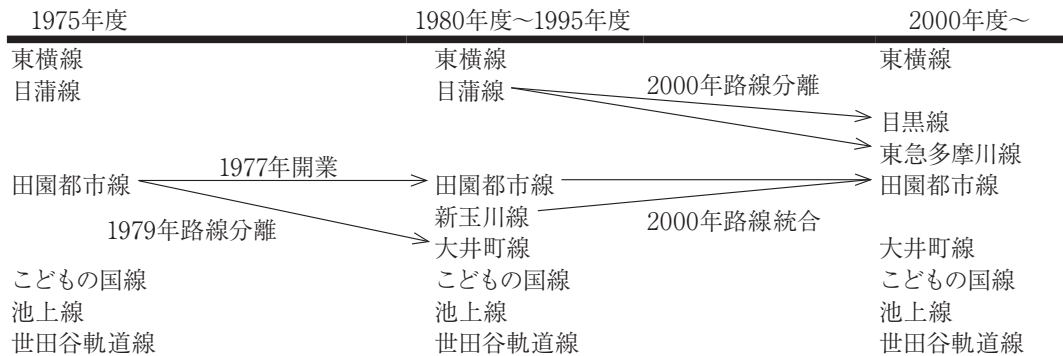 1975年度 1980年度～1995年度 2000年度～
東横線 東横線 東横線
目蒲線 目蒲線 2000年路線分離
目黒線
東急多摩川線
田園都市線 1977年開業 田園都市線 田園都市線
新玉川線 2000年路線統合
1979年路線分離 大井町線 大井町線
こどもの国線 こどもの国線 こどもの国線
池上線 池上線 池上線
世田谷軌道線 世田谷軌道線 世田谷軌道線